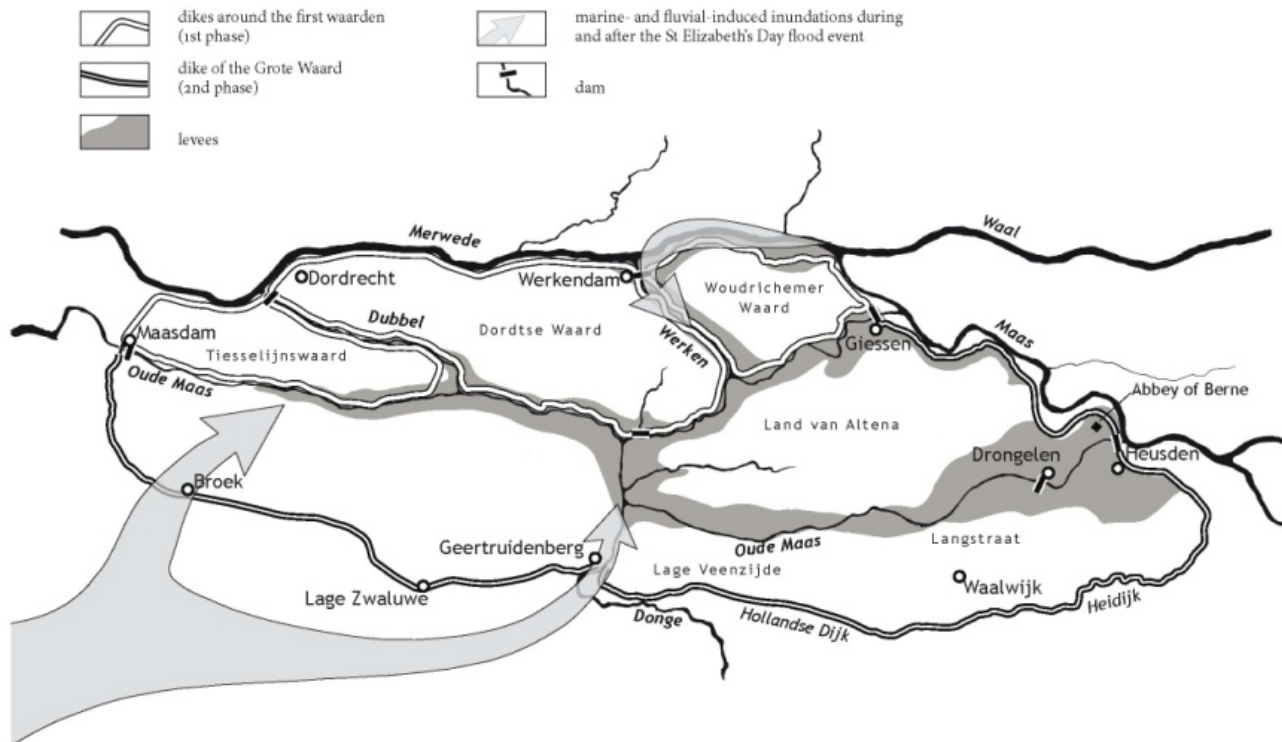 dikes around the first waarden
(1st phase)
marine- and fluvial-induced inundations during
and after the St Elizabeth's Day flood event
dike of the Grote Waard
(2nd phase)
dam
levees
Merwede
Waal
Dordrecht
Werkendam
Woudrichemer
Waard
Dubbel
Dordtse Waard
Maasdam
Tiesselijnswaard
Werken
Giessen
Maas
Oude Maas
Abbey of Berne
Land van Altena
Drongelen
Heusden
Broek
Geertruidenberg
Oude Maas
Langstraat
Lage Veenzijde
Waalwijk
Lage Zwaluwe
Heidijk
Donge
Hollandse Dijk